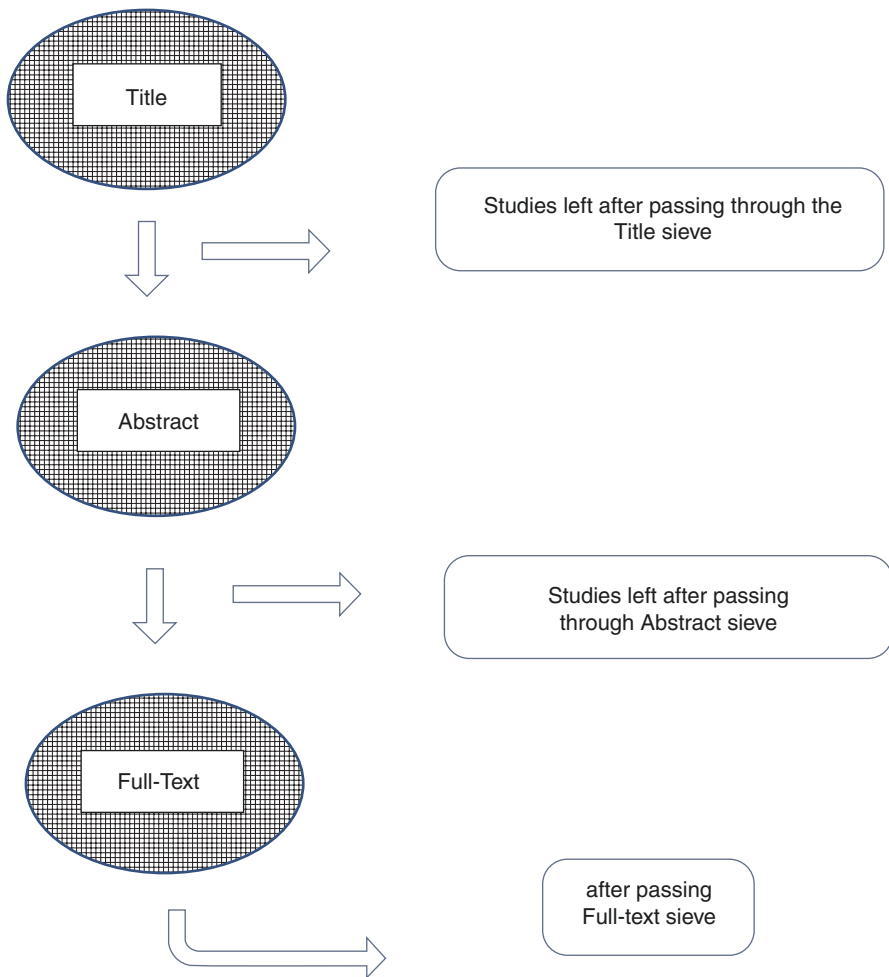 Title
Studies left after passing through the
Title sieve
Abstract
Studies left after passing
through Abstract sieve
Full-Text
after passing
Full-text sieve